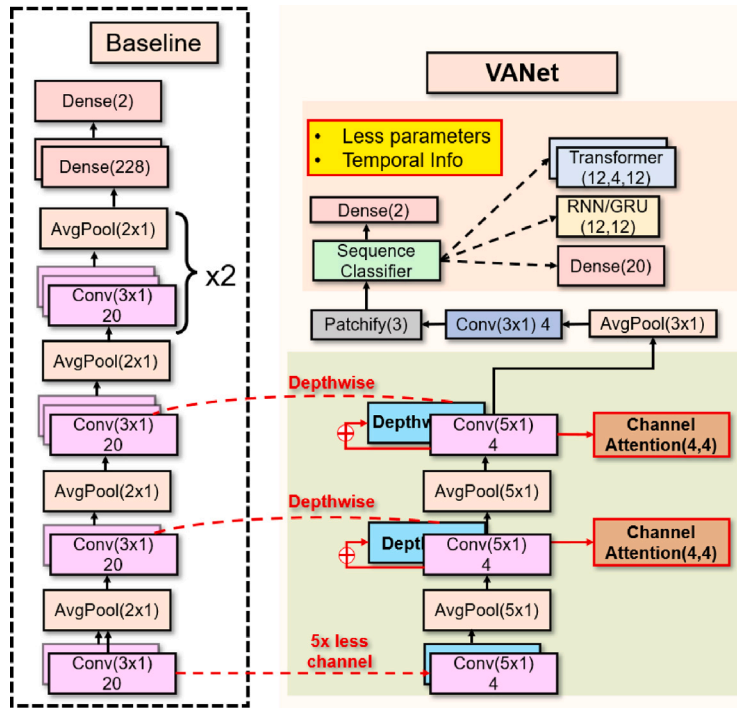 Baseline
Dense(2)
Dense(228)
AvgPool(2x1)
x2
Conv(3x1)
20
AvgPool(2x1)
Conv(3x1)
20
AvgPool(2x1)
Conv(3x1)
20
AvgPool(2x1)
Conv(3x1)
20
VANet
• Less parameters
• Temporal Info
Transformer
(12,4,12)
RNN/GRU
(12,12)
Dense(20)
Dense(2)
Sequence
Classifier
Patchify(3)
Conv(3x1) 4
AvgPool(3x1)
Depthwise
Conv(5x1)
4
Channel
Attention(4,4)
AvgPool(5x1)
Depthwise
Conv(5x1)
4
Channel
Attention(4,4)
AvgPool(5x1)
5x less
channel
Conv(5x1)
4